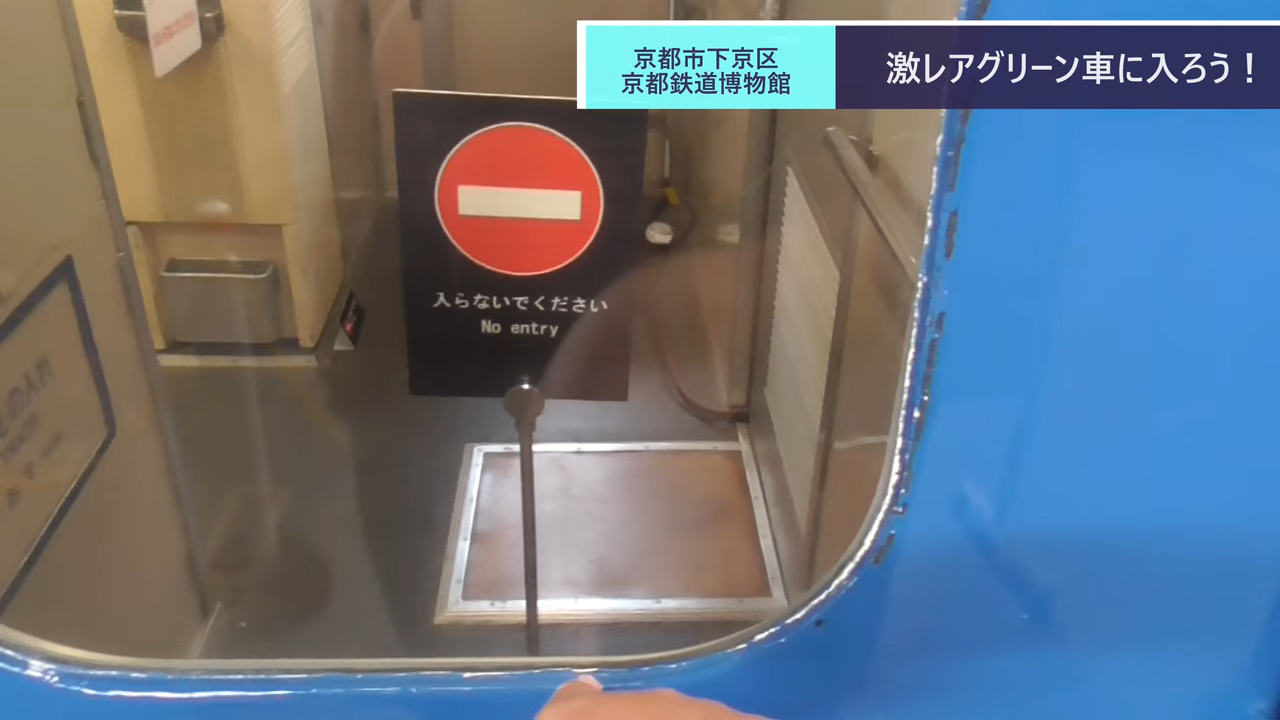 京都市下京区
京都鉄道博物館
激レアグリーン車に入ろう！
入らないでください
No entry